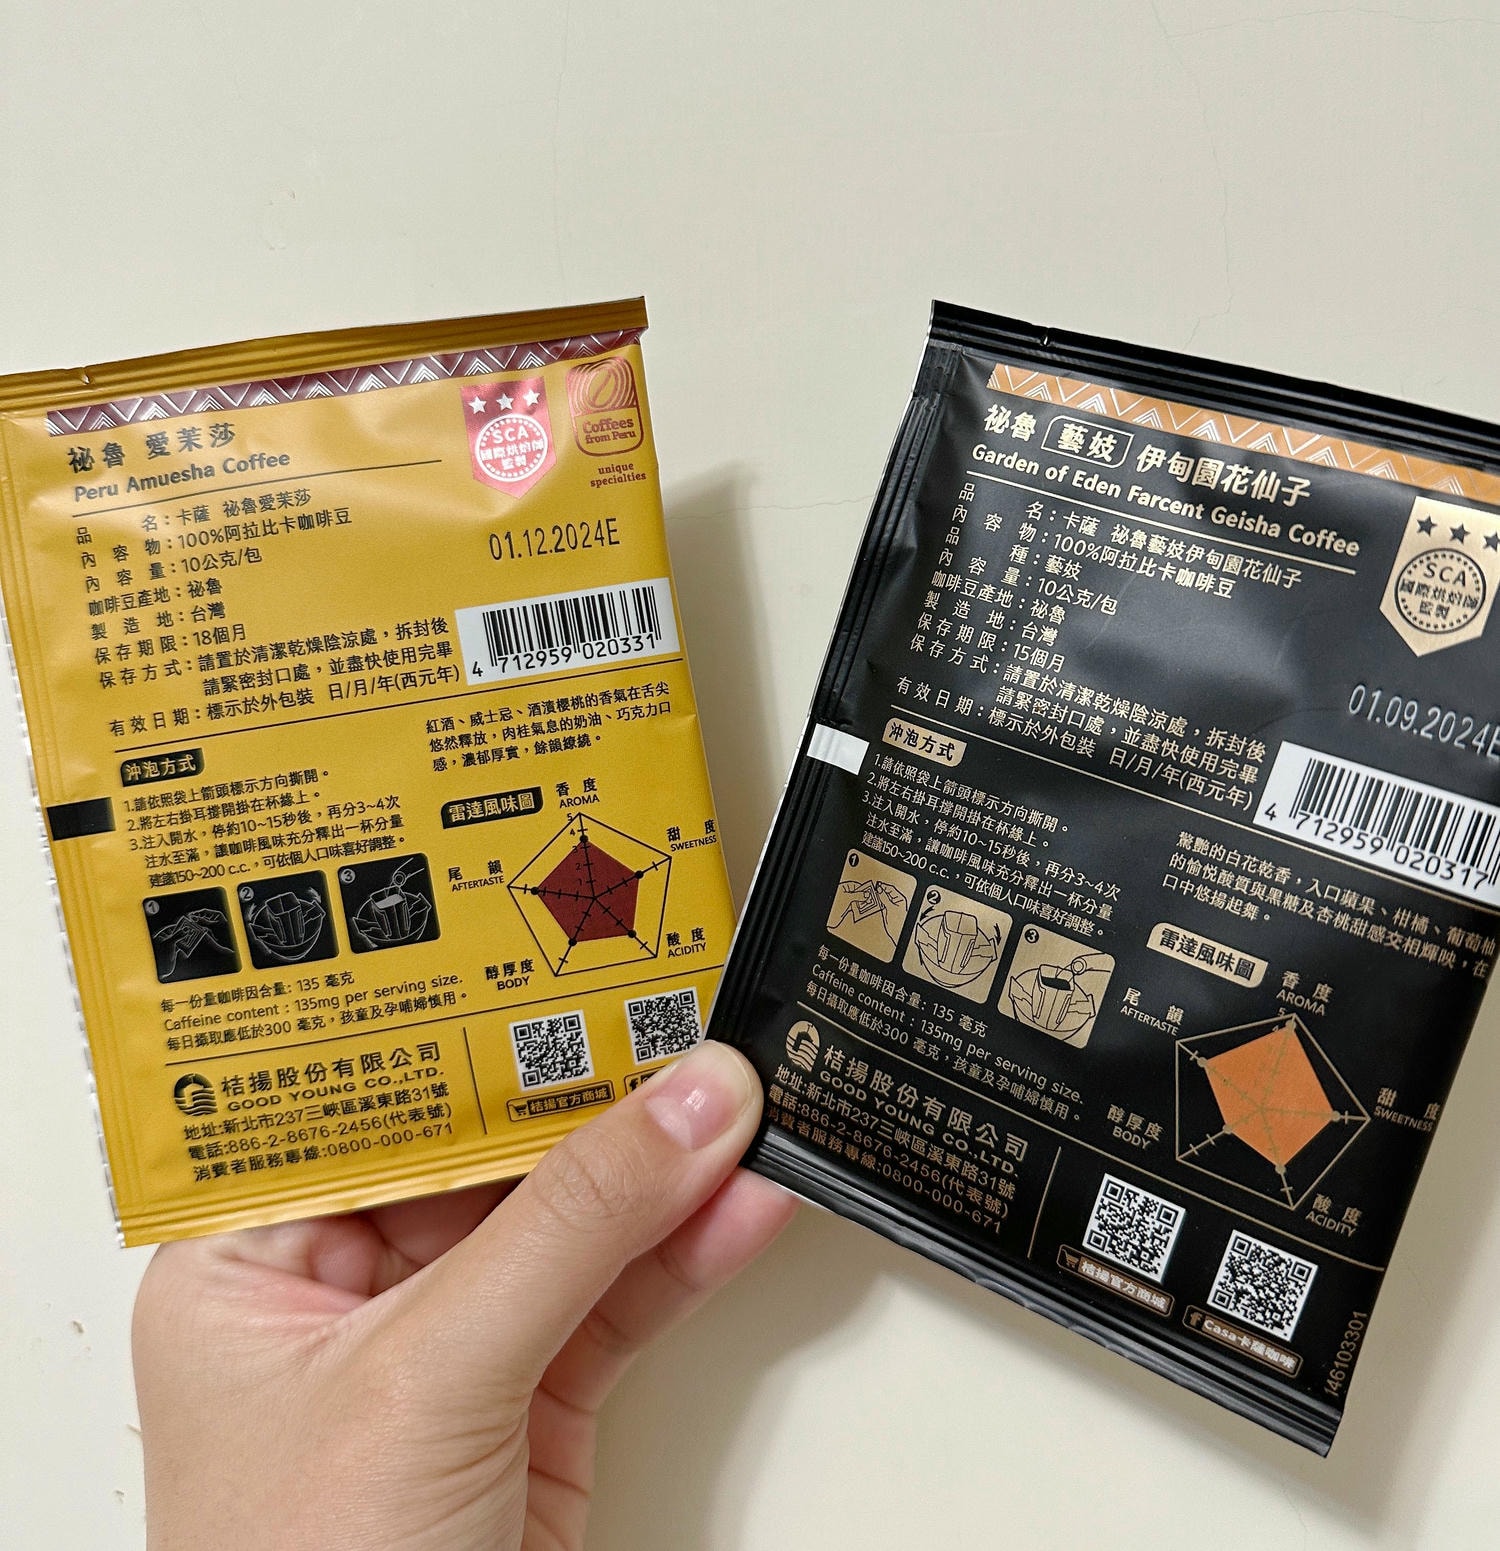 祕魯 愛茉莎
Peru Amuesha Coffee
品名：卡薩 祕魯愛茉莎
內容物：100%阿拉比卡咖啡豆
內容量：10公克/包
咖啡豆產地：祕魯
製造地：台灣
保存期限：18個月
保存方式：請置於清潔乾燥陰涼處，拆封後
請緊密封口處，並盡快使用完畢
有效日期：標示於外包裝 日/月/年(西元年)
SCA
國際烘焙師
監製
Coffees
from Peru
unique
specialties
01.12.2024E
4 712959 020331
紅酒、威士忌、酒漬櫻桃的香氣在舌尖
悠然釋放，肉桂氣息的奶油、巧克力口
感，濃郁厚實，餘韻繚繞。
沖泡方式
1.請依照袋上箭頭標示方向撕開。
2.將左右掛耳撐開掛在杯緣上。
3.注入開水，停約10~15秒後，再分3~4次
注水至滿，讓咖啡風味充分釋出一杯分量
建議150~200 c.c.，可依個人口味喜好調整。
1
2
3
雷達風味圖
香度
AROMA
5
4
3
2
1
甜度
SWEETNESS
酸度
ACIDITY
醇厚度
BODY
尾韻
AFTERTASTE
每一份量咖啡因含量: 135 毫克
Caffeine content : 135mg per serving size.
每日攝取應低於300 毫克，孩童及孕哺婦慎用。
桔揚股份有限公司
GOOD YOUNG CO.,LTD.
地址:新北市237三峽區溪東路31號
電話:886-2-8676-2456(代表號)
消費者服務專線:0800-000-671
桔揚官方商城
祕魯 藝妓 伊甸園花仙子
Garden of Eden Farcent Geisha Coffee
品名：卡薩 祕魯藝妓伊甸園花仙子
內容物：100%阿拉比卡咖啡豆
品種：藝妓
內容量：10公克/包
咖啡豆產地：祕魯
製造地：台灣
保存期限：15個月
保存方式：請置於清潔乾燥陰涼處，拆封後
請緊密封口處，並盡快使用完畢
有效日期：標示於外包裝 日/月/年(西元年)
SCA
國際烘焙師
監製
01.09.2024E
4 712959 020317
驚艷的白花乾香，入口蘋果、柑橘、葡萄柚
的愉悅酸質與黑糖及杏桃甜感交相輝映，在
口中悠揚起舞。
沖泡方式
1.請依照袋上箭頭標示方向撕開。
2.將左右掛耳撐開掛在杯緣上。
3.注入開水，停約10~15秒後，再分3~4次
注水至滿，讓咖啡風味充分釋出一杯分量
建議150~200 c.c.，可依個人口味喜好調整。
1
2
3
雷達風味圖
香度
AROMA
5
甜度
SWEETNESS
酸度
ACIDITY
醇厚度
BODY
尾韻
AFTERTASTE
每一份量咖啡因含量: 135 毫克
Caffeine content : 135mg per serving size.
每日攝取應低於300 毫克，孩童及孕哺婦慎用。
桔揚股份有限公司
GOOD YOUNG CO.,LTD.
地址:新北市237三峽區溪東路31號
電話:886-2-8676-2456(代表號)
消費者服務專線:0800-000-671
桔揚官方商城
Casa卡薩咖啡
146103301